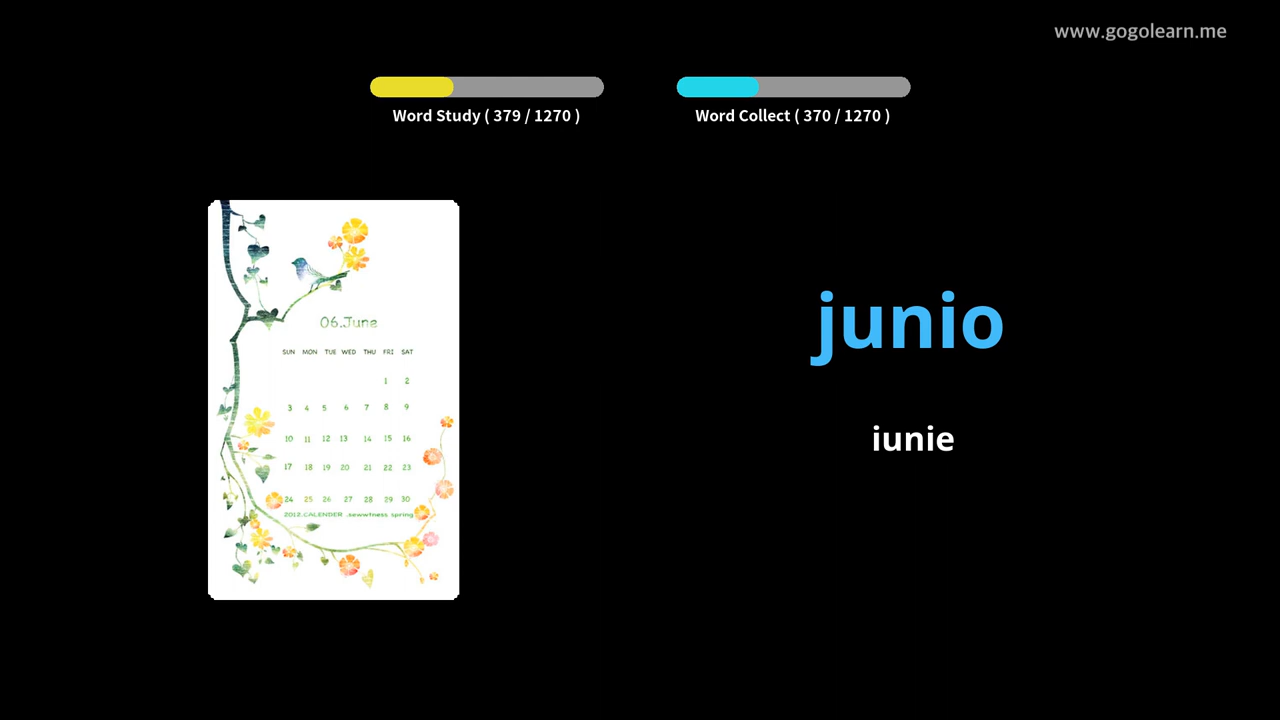 www.gogolearn.me
Word Study ( 379 / 1270 )
Word Collect ( 370 / 1270 )
06.June
SUN MON TUE WED THU FRI SAT
1 2
3 4 5 6 7 8 9
10 11 12 13 14 15 16
17 18 19 20 21 22 23
24 25 26 27 28 29 30
2012.CALENDER .sewwtness spring
junio
iunie